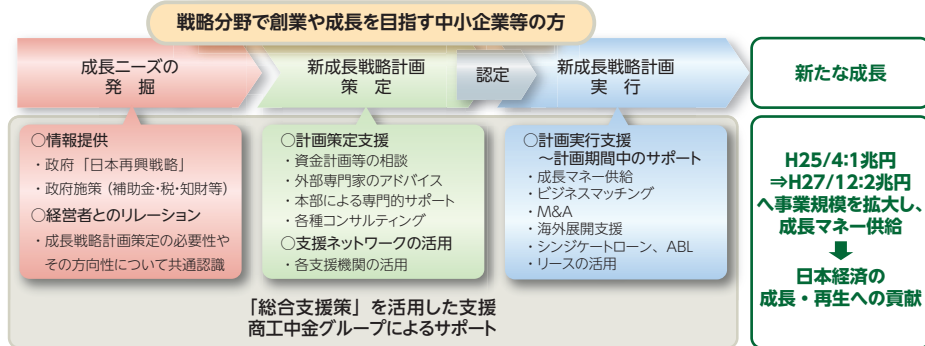 戦略分野で創業や成長を目指す中小企業等の方
成長ニーズの
発 掘
新成長戦略計画
策 定
認定
新成長戦略計画
実 行
新たな成長
○情報提供
・政府「日本再興戦略」
・政府施策（補助金・税・知財等）
○経営者とのリレーション
・成長戦略計画策定の必要性や
その方向性について共通認識
○計画策定支援
・資金計画等の相談
・外部専門家のアドバイス
・本部による専門的サポート
・各種コンサルティング
○支援ネットワークの活用
・各支援機関の活用
○計画実行支援
～計画期間中のサポート
・成長マネー供給
・ビジネスマッチング
・M&A
・海外展開支援
・シンジケートローン、ABL
・リースの活用
「総合支援策」を活用した支援
商工中金グループによるサポート
H25/4:1兆円
⇒H27/12:2兆円
へ事業規模を拡大し、
成長マネー供給
日本経済の
成長・再生への貢献